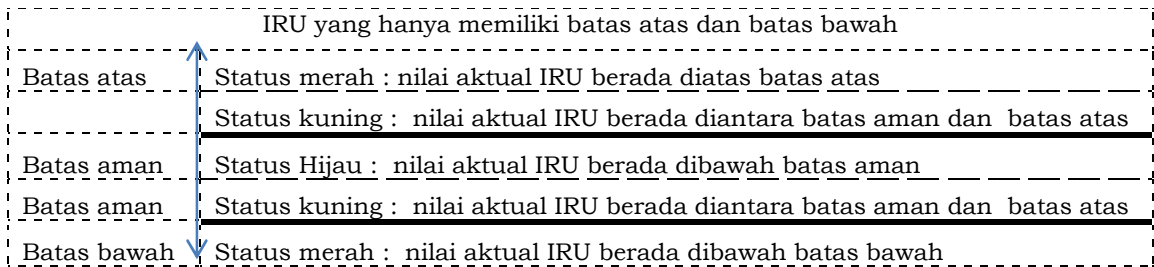 IRU yang hanya memiliki batas atas dan batas bawah
Batas atas Status merah : nilai aktual IRU berada diatas batas atas
Status kuning : nilai aktual IRU berada diantara batas aman dan batas atas
Batas aman Status Hijau : nilai aktual IRU berada dibawah batas aman
Batas aman Status kuning : nilai aktual IRU berada diantara batas aman dan batas atas
Batas bawah Status merah : nilai aktual IRU berada dibawah batas bawah